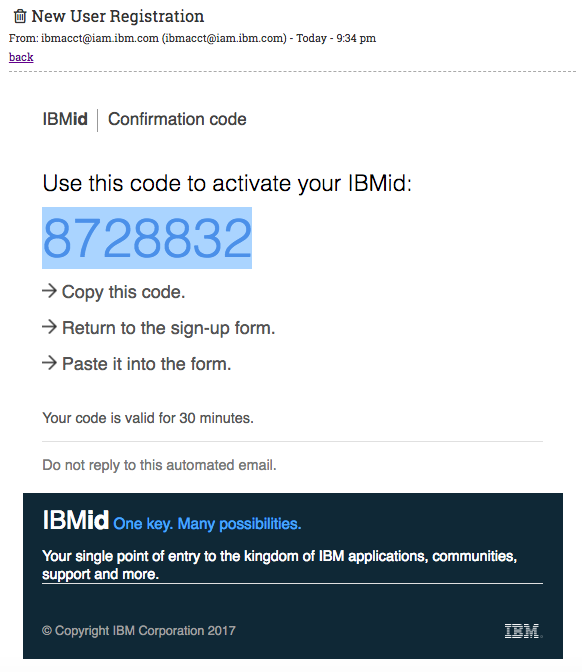 New User Registration
From: ibmacct@iam.ibm.com (ibmacct@iam.ibm.com) - Today - 9:34 pm
back
IBMid | Confirmation code
Use this code to activate your IBMid:
8728832
→ Copy this code.
→ Return to the sign-up form.
→ Paste it into the form.
Your code is valid for 30 minutes.
Do not reply to this automated email.
IBMid One key. Many possibilities.
Your single point of entry to the kingdom of IBM applications, communities,
support and more.
© Copyright IBM Corporation 2017 IBM